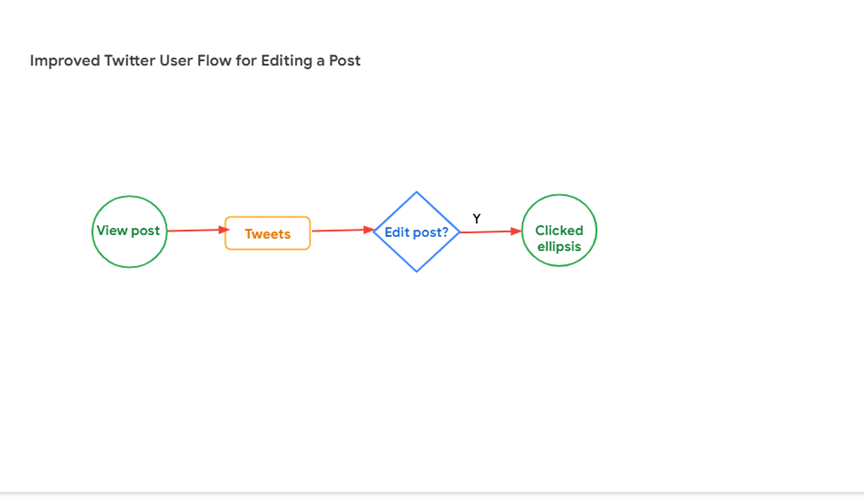 Improved Twitter User Flow for Editing a Post
View post
Tweets
Edit post?
Y
Clicked
ellipsis